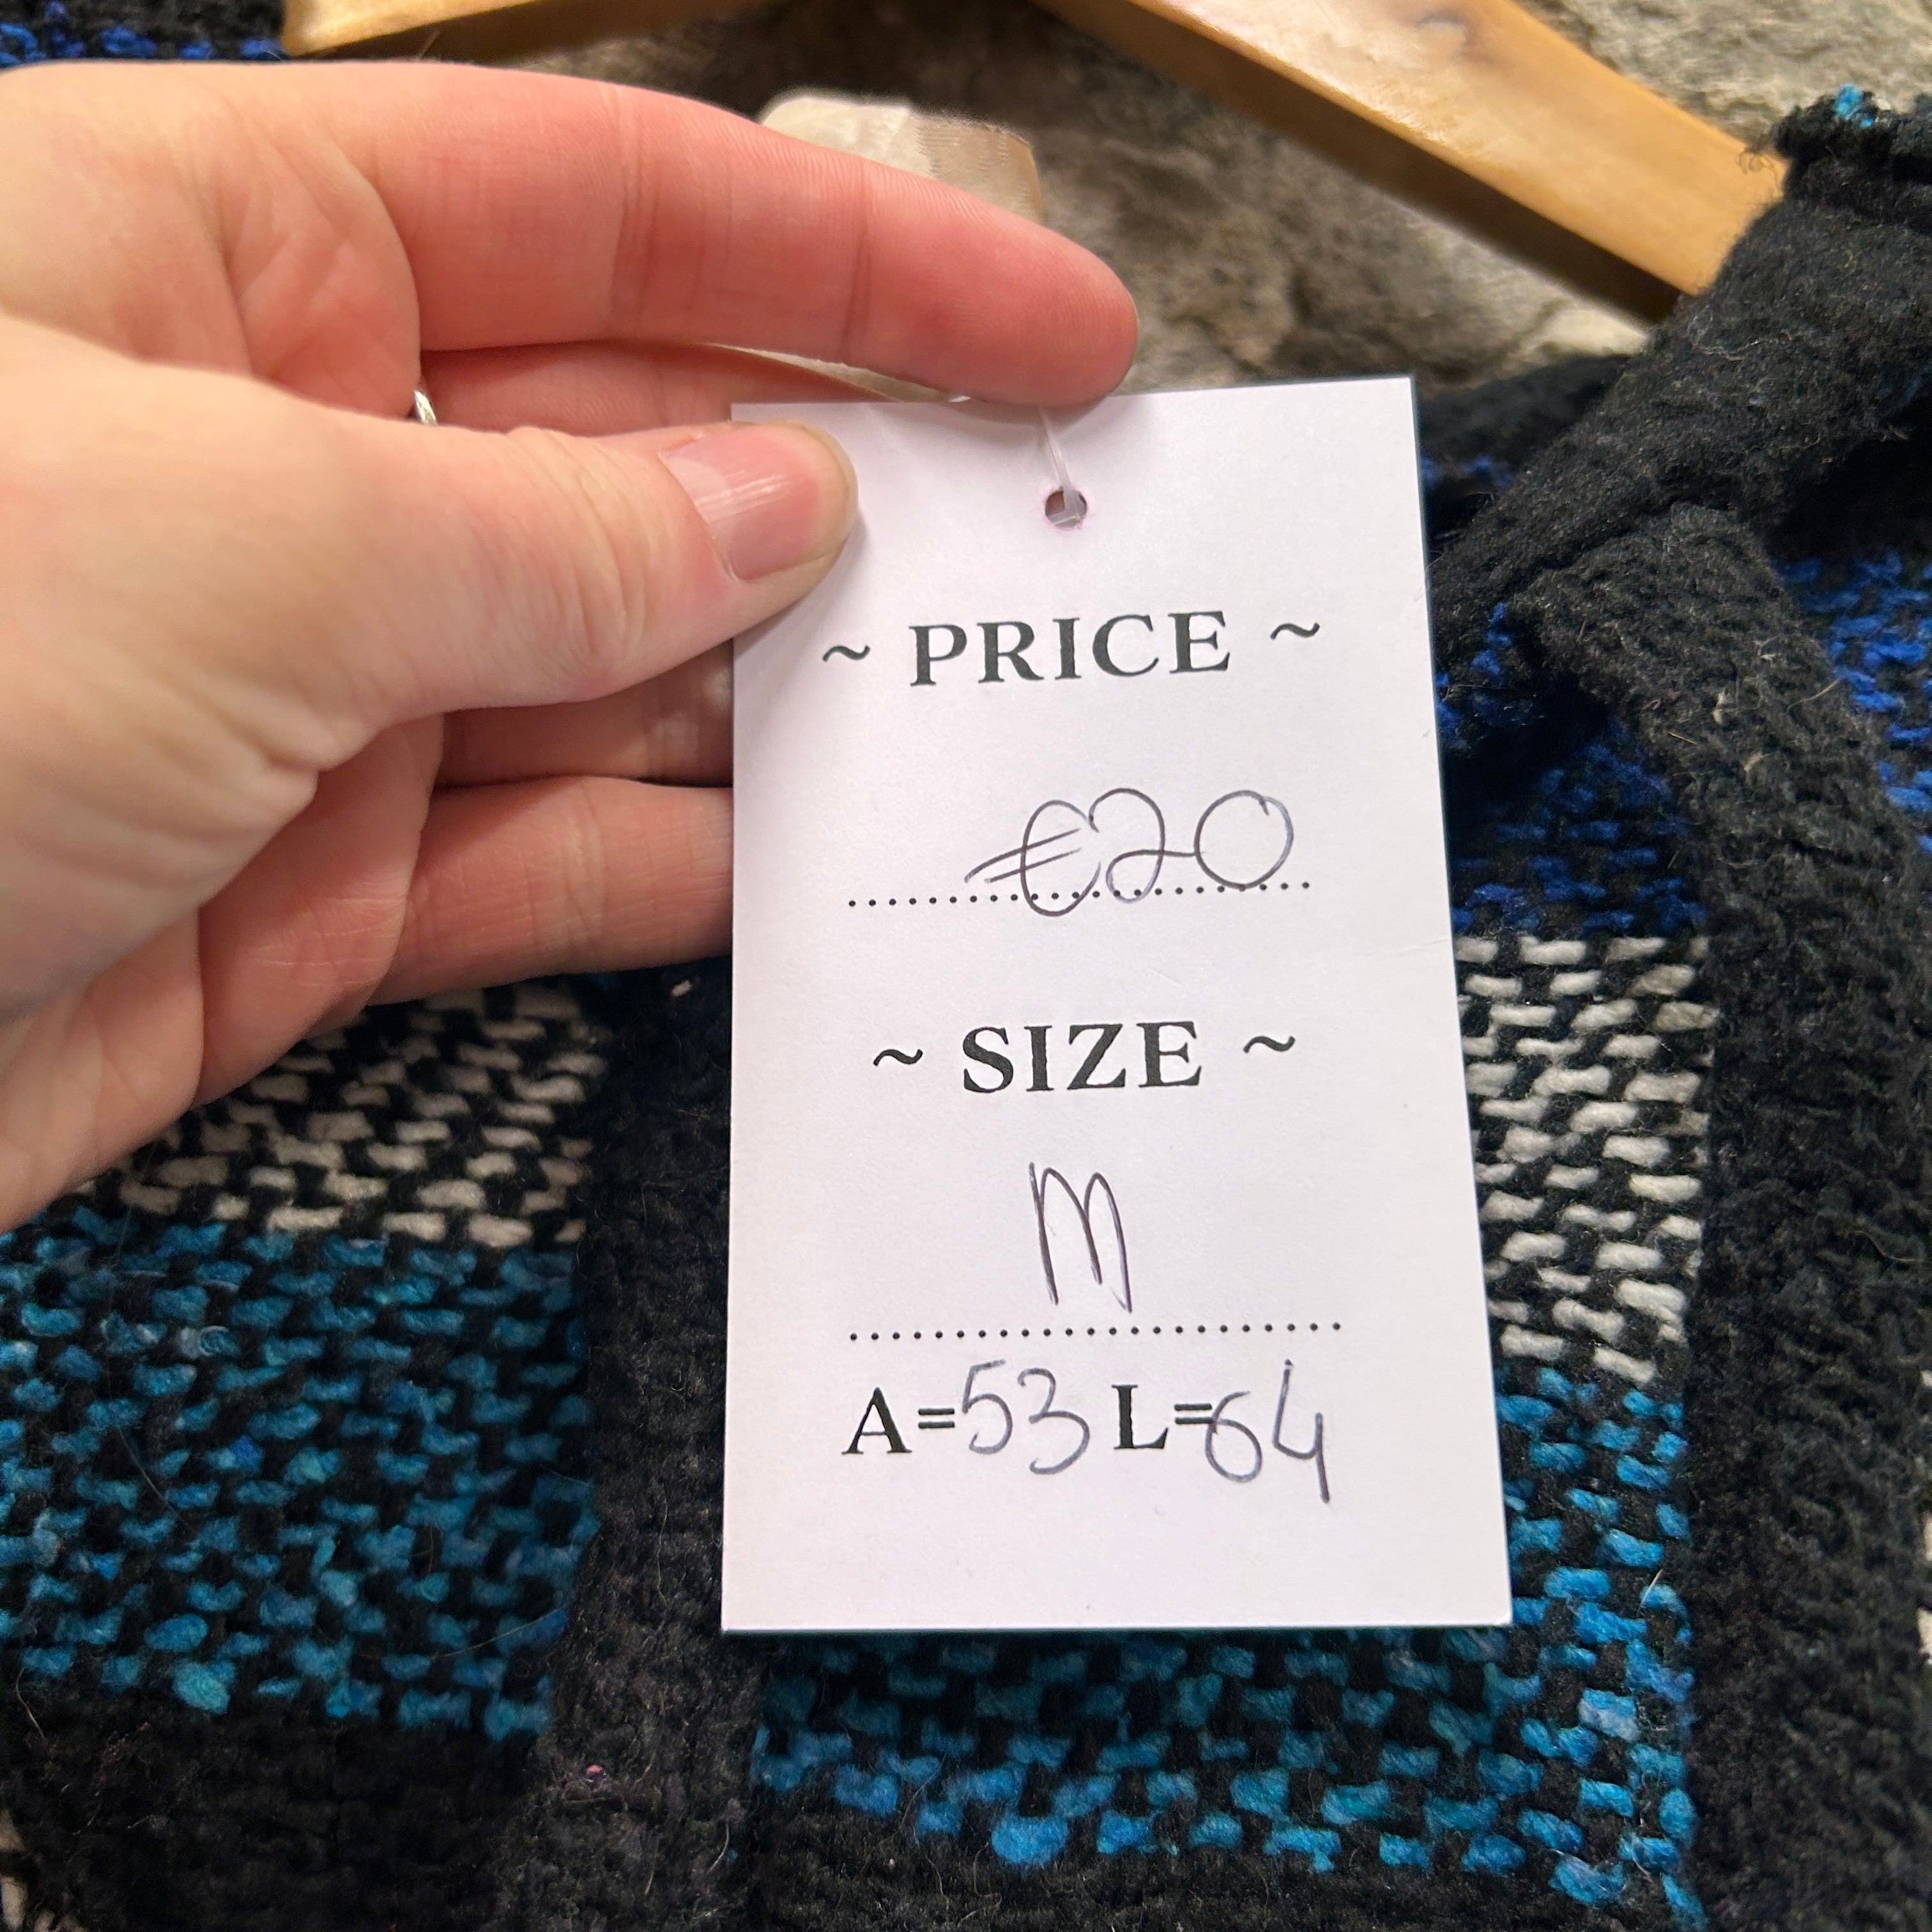 ~ PRICE ~
€20
~ SIZE ~
M
A=53 L=64